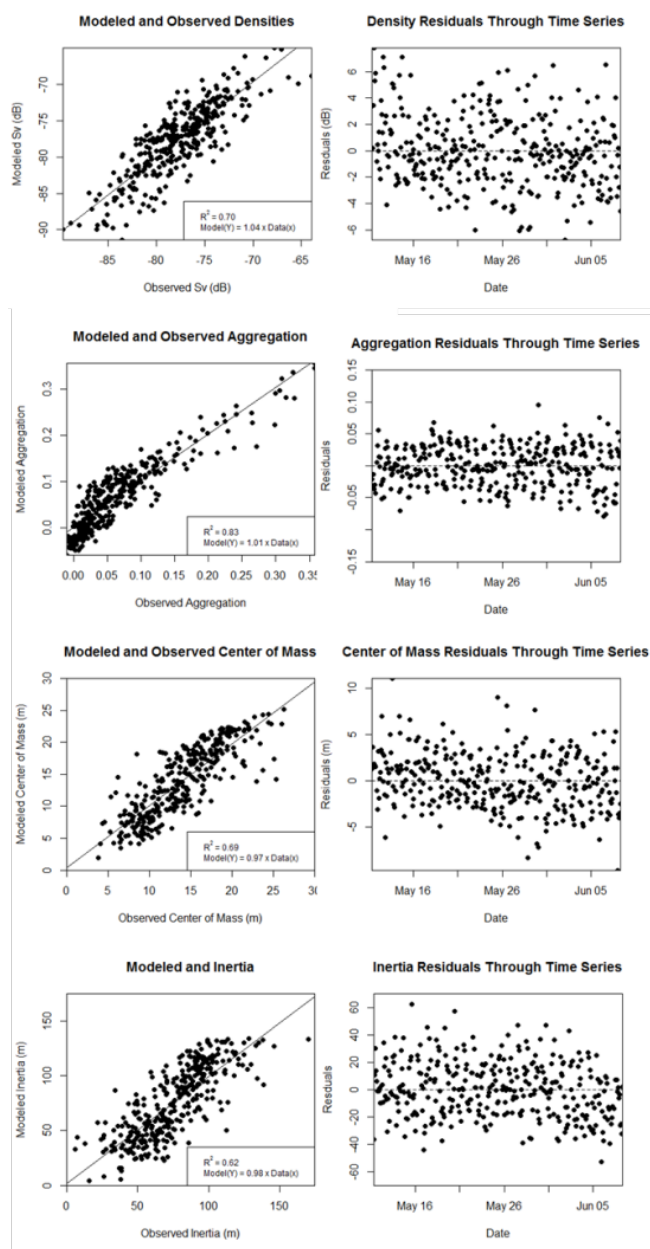 Modeled and Observed Densities
Modeled Sv (dB)
-90 -85 -80 -75 -70
R² = 0.70
Model(Y) = 1.04 x Data(x)
-85 -80 -75 -70 -65
Observed Sv (dB)
Density Residuals Through Time Series
Resduals (dB)
-6 -4 -2 0 2 4 6
May 16 May 26 Jun 05
Date
Modeled and Observed Aggregation
Modeled Aggregation
0.0 0.1 0.2 0.3
R² = 0.83
Model(Y) = 1.01 x Data(x)
0.00 0.05 0.10 0.15 0.20 0.25 0.30 0.35
Observed Aggregation
Aggregation Residuals Through Time Series
Resduals
-0.15 -0.05 0.05 0.15
May 16 May 26 Jun 05
Date
Modeled and Observed Center of Mass
Modeled Center of Mass (m)
0 5 10 15 20 25 30
R² = 0.69
Model(Y) = 0.97 x Data(x)
0 5 10 15 20 25 30
Observed Center of Mass (m)
Center of Mass Residuals Through Time Series
Residuals (m)
-5 0 5 10
May 16 May 26 Jun 05
Date
Modeled and Inertia
Modeled Inertia (m)
0 50 100 150
R² = 0.62
Model(Y) = 0.98 x Data(x)
0 50 100 150
Observed Inertia (m)
Inertia Residuals Through Time Series
Resduals
-60 -40 -20 0 20 40 60
May 16 May 26 Jun 05
Date